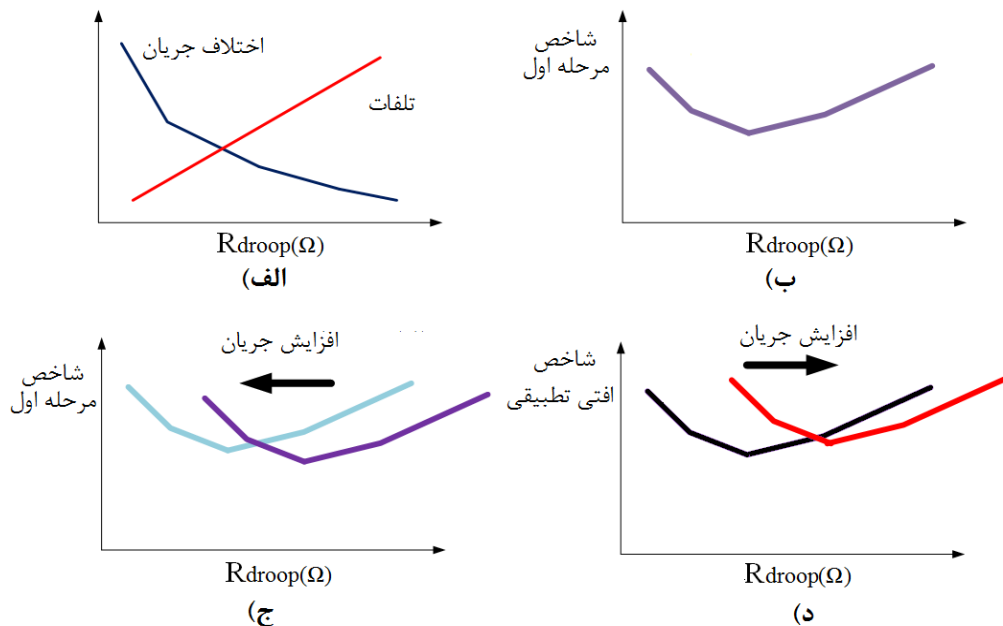 اختلاف جریان
تلفات
Rdroop(Ω)
الف)
شاخص
مرحله اول
Rdroop(Ω)
ب)
افزایش جریان
شاخص
مرحله اول
Rdroop(Ω)
ج)
افزایش جریان
شاخص
افتی تطبیقی
Rdroop(Ω)
د)